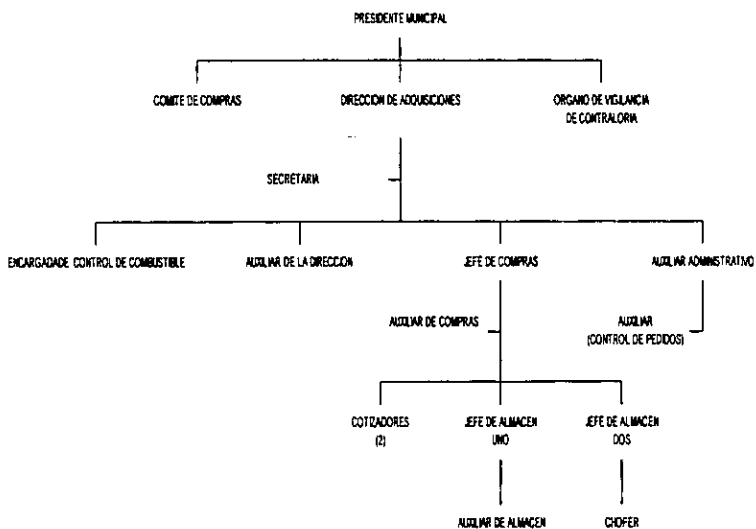 PRESIDENTE MUNICIPAL
COMITE DE COMPRAS
DIRECCION DE ADQUISICIONES
ORGANO DE VIGILANCIA
DE CONTRALORIA
SECRETARIA
ENCARGADADE CONTROL DE COMBUSTIBLE
AUXILIAR DE LA DIRECCION
JEFE DE COMPRAS
AUXILIAR ADMINISTRATIVO
AUXILIAR DE COMPRAS
AUXILIAR
(CONTROL DE PEDIDOS)
COTIZADORES
(2)
JEFE DE ALMACEN
UNO
JEFE DE ALMACEN
DOS
AUXILIAR DE ALMACEN
CHOFER